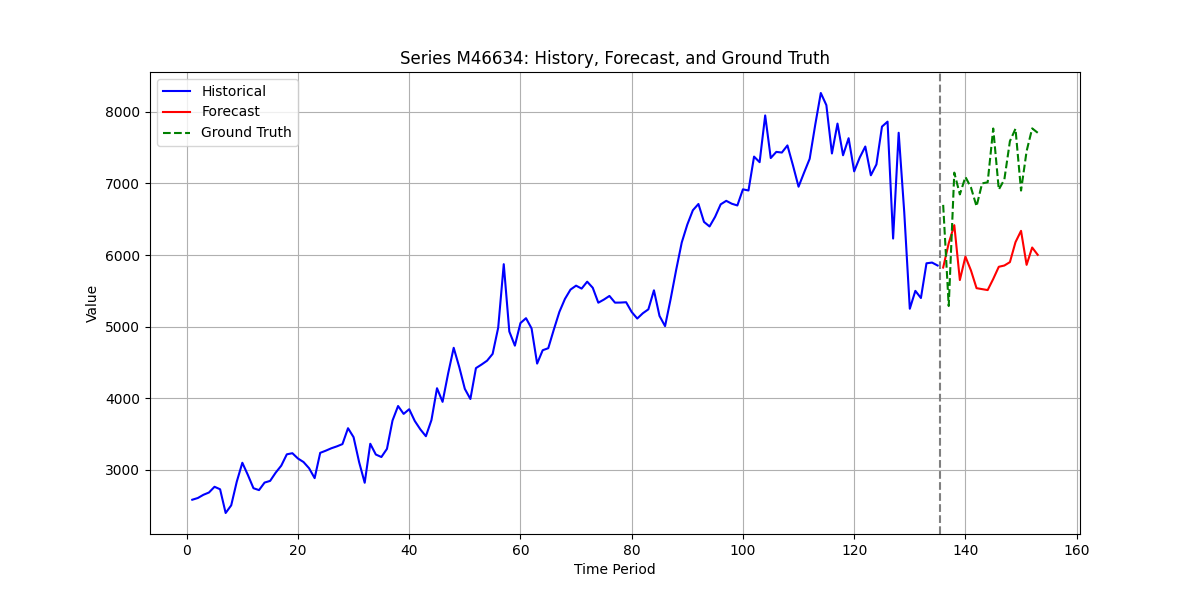 Series M46634: History, Forecast, and Ground Truth
Historical
Forecast
Ground Truth
Value
8000
7000
6000
5000
4000
3000
0 20 40 60 80 100 120 140 160
Time Period